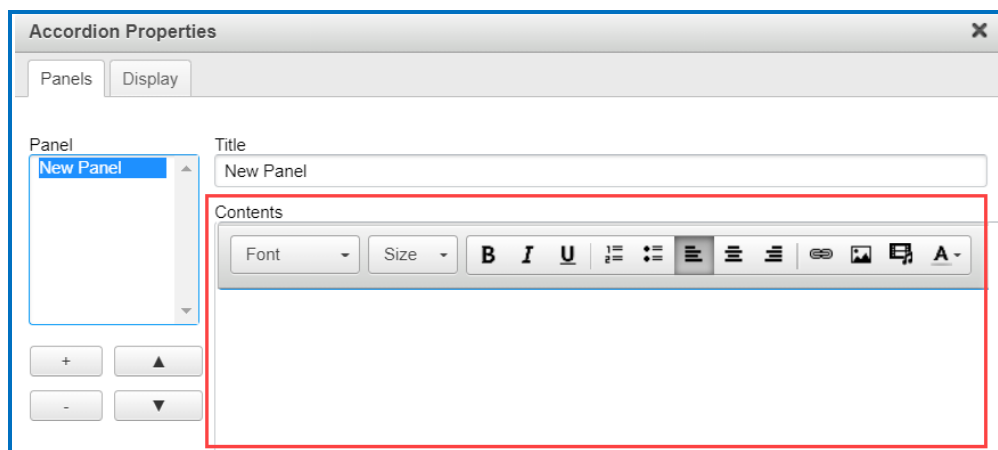 Accordion Properties
Panels Display
Panel
New Panel
Title
New Panel
Contents
Font Size B I U A
+
-